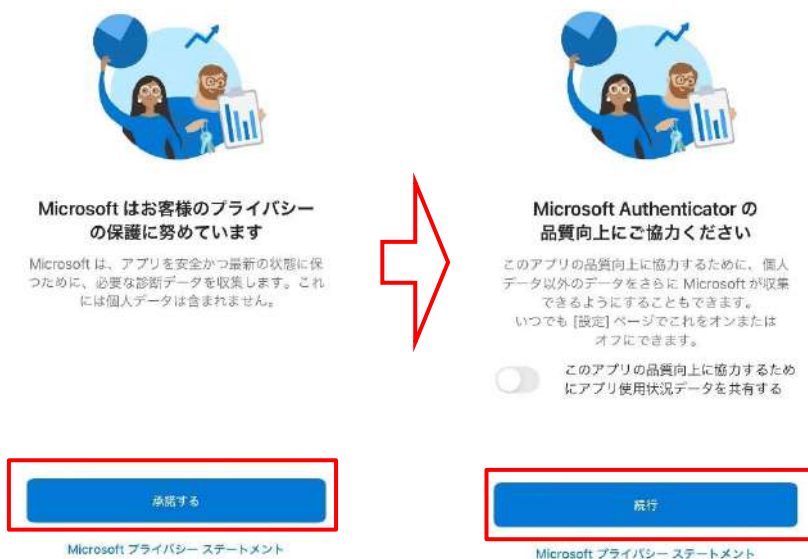 Microsoft はお客様のプライバシー
の保護に努めています
Microsoft は、アプリを安全かつ最新の状態に保
つために、必要な診断データを収集します。これ
には個人データは含まれません。
承諾する
Microsoft プライバシー ステートメント
Microsoft Authenticator の
品質向上にご協力ください
このアプリの品質向上に協力するために、個人
データ以外のデータをさらに Microsoft が収集
できるようにすることもできます。
いつでも [設定] ページでこれをオンまたは
オフにできます。
このアプリの品質向上に協力するため
にアプリ使用状況データを共有する
続行
Microsoft プライバシー ステートメント